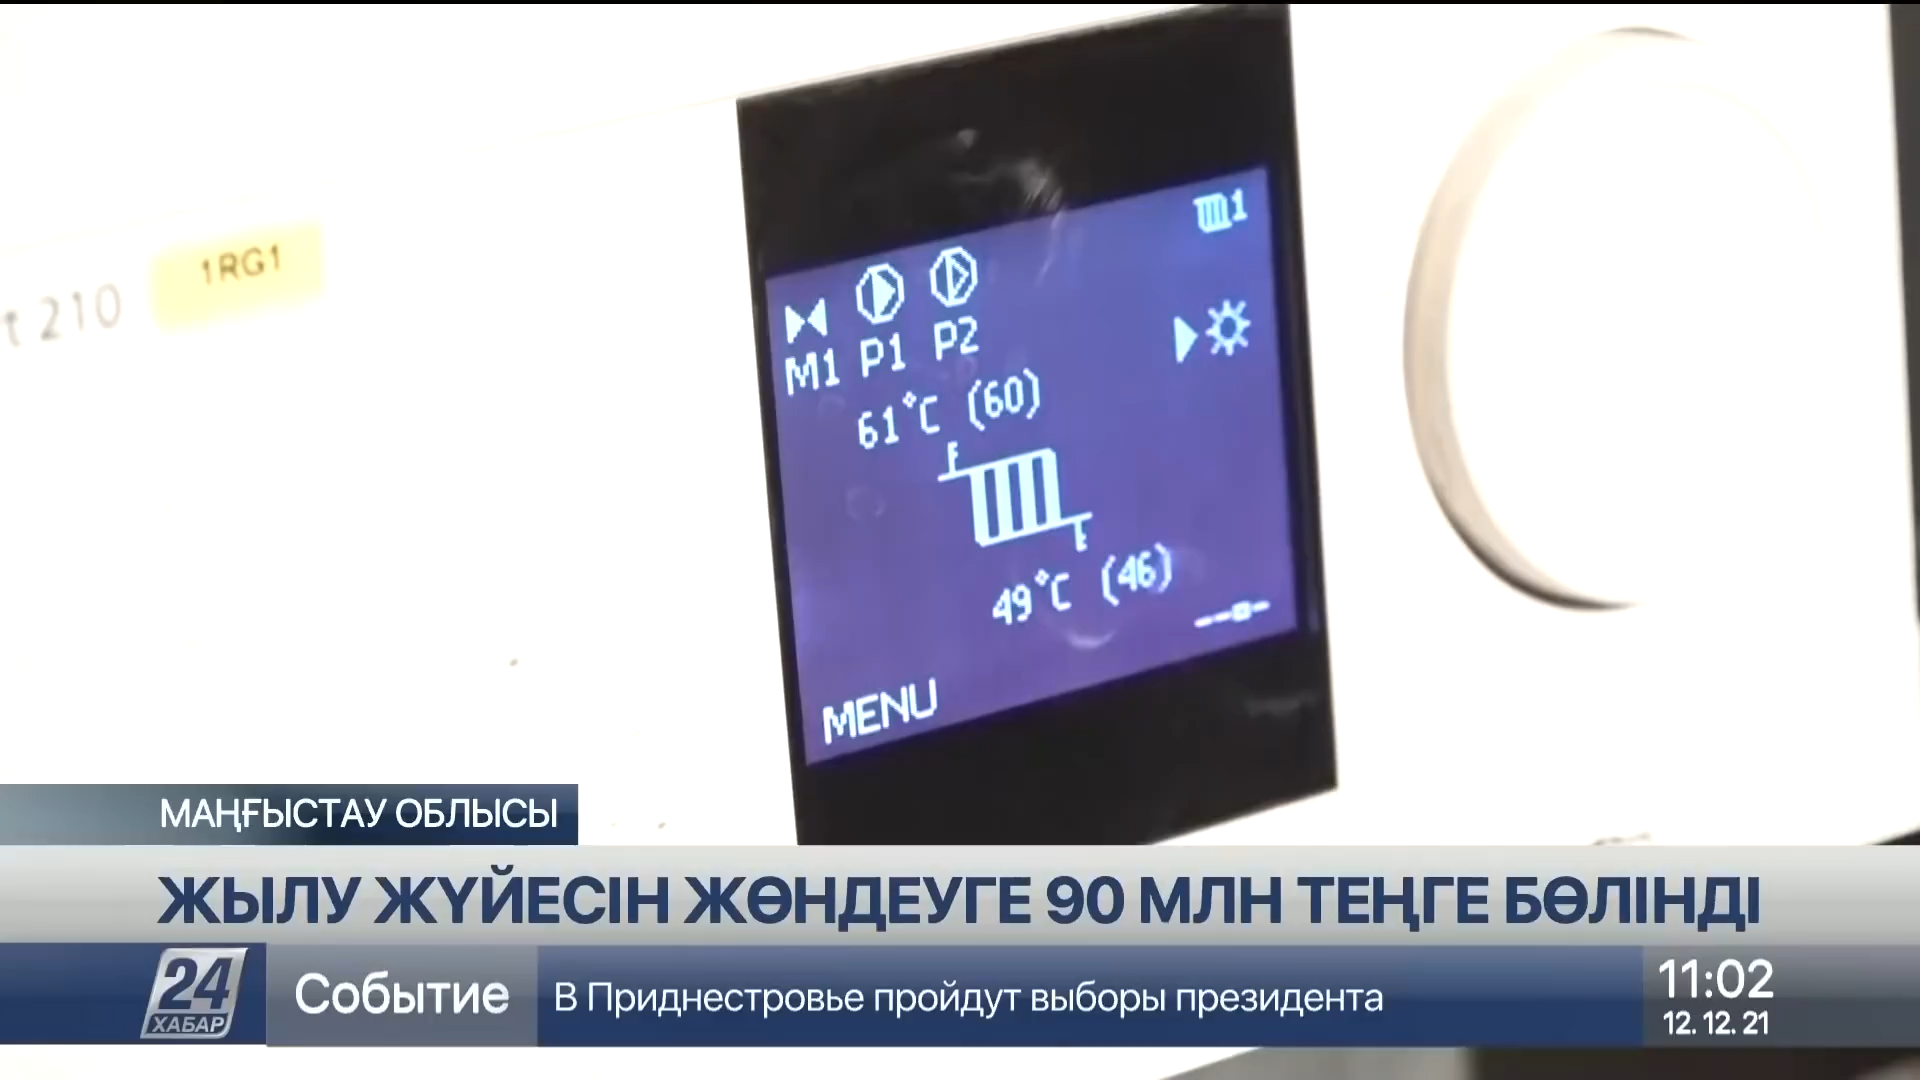 1
M1 P1 P2
61°C (60)
F
E
49°C (46)
MENU
t 210
1RG1
МАҢҒЫСТАУ ОБЛЫСЫ
ЖЫЛУ ЖҮЙЕСІН ЖӨНДЕУГЕ 90 МЛН ТЕҢГЕ БӨЛІНДІ
24
ХАБАР
Событие
В Приднестровье пройдут выборы президента
11:02
12. 12. 21